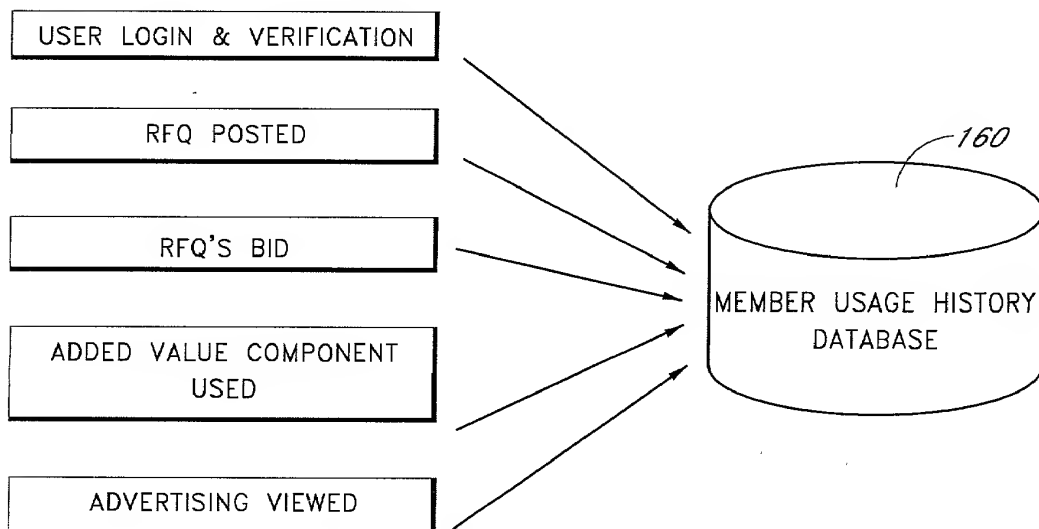 USER LOGIN & VERIFICATION
RFQ POSTED
RFQ'S BID
ADDED VALUE COMPONENT
USED
ADVERTISING VIEWED
160
MEMBER USAGE HISTORY
DATABASE